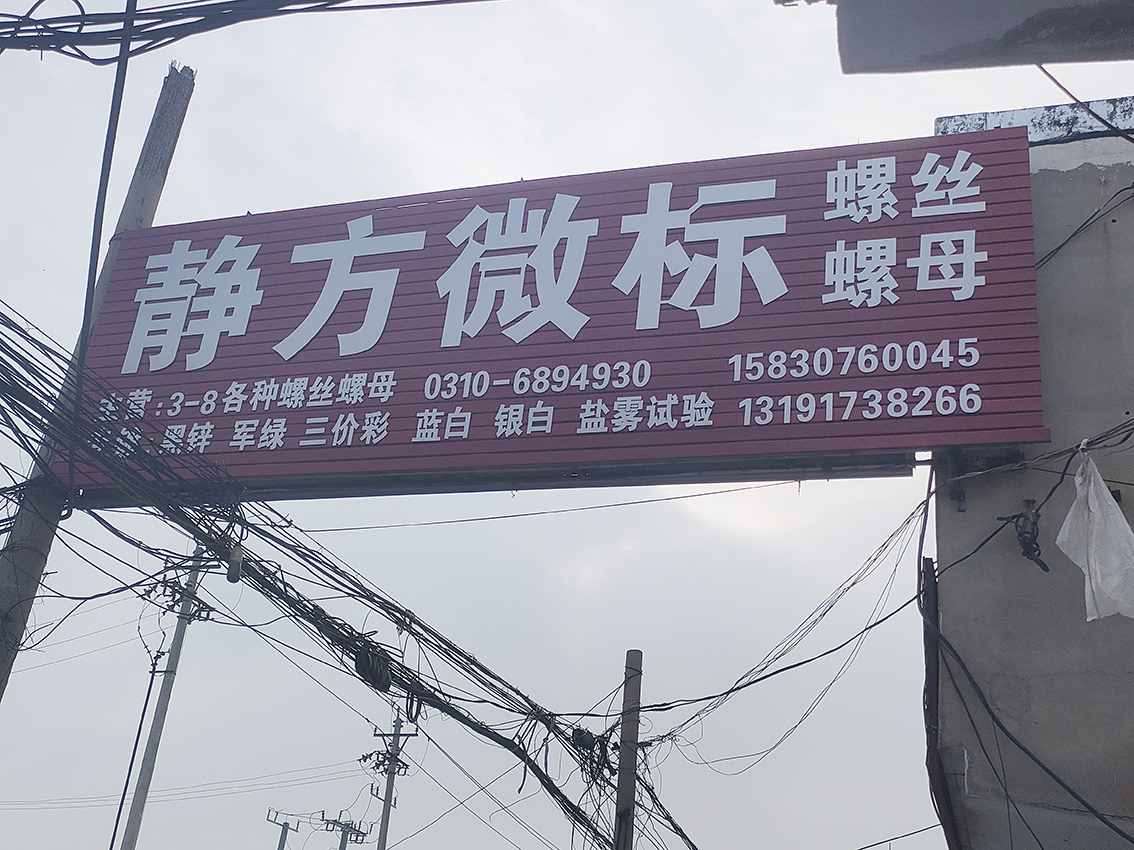 静方微标 螺丝 螺母
营:3-8各种螺丝螺母 0310-6894930 15830760045
黑锌 军绿 三价彩 蓝白 银白 盐雾试验 13191738266